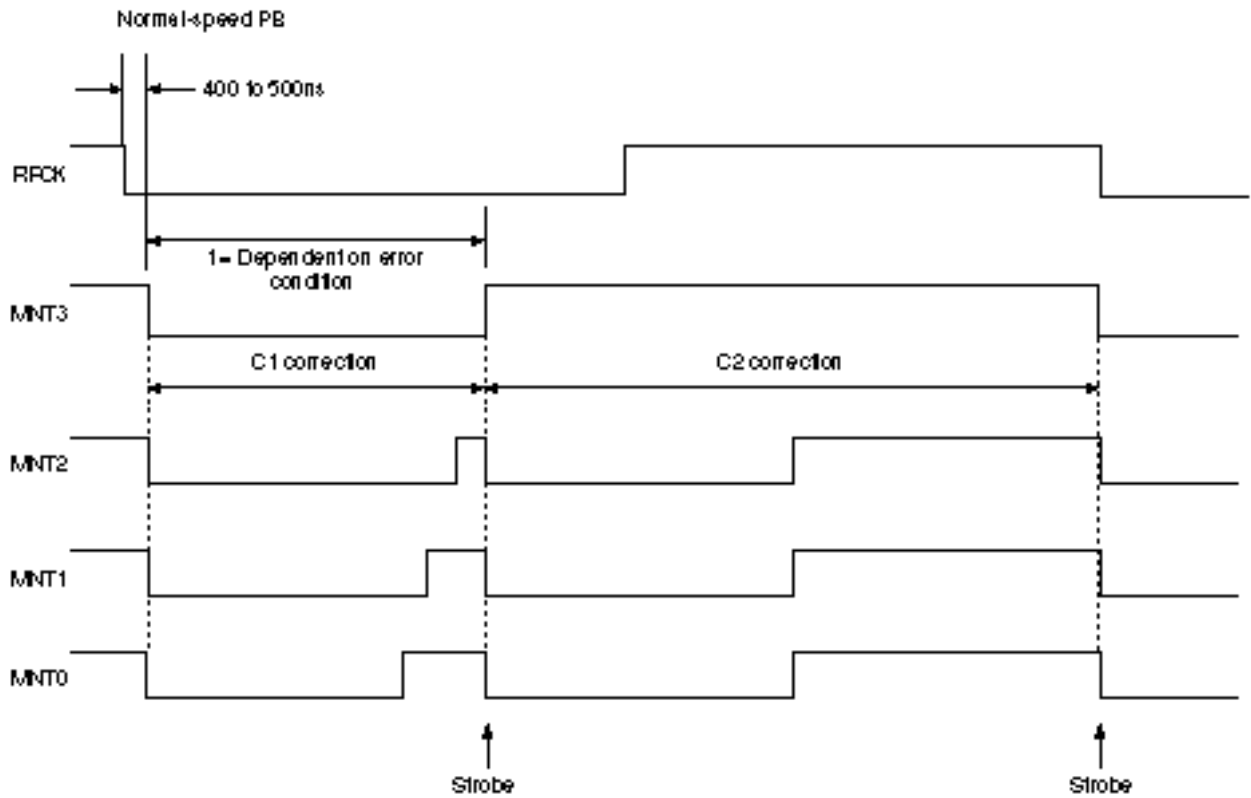 Normal-speed PB
400 to 500ns
RFCK
t = Dependent on error
condition
MNT3
C1 correction
C2 correction
MNT2
MNT1
MNT0
Strobe
Strobe